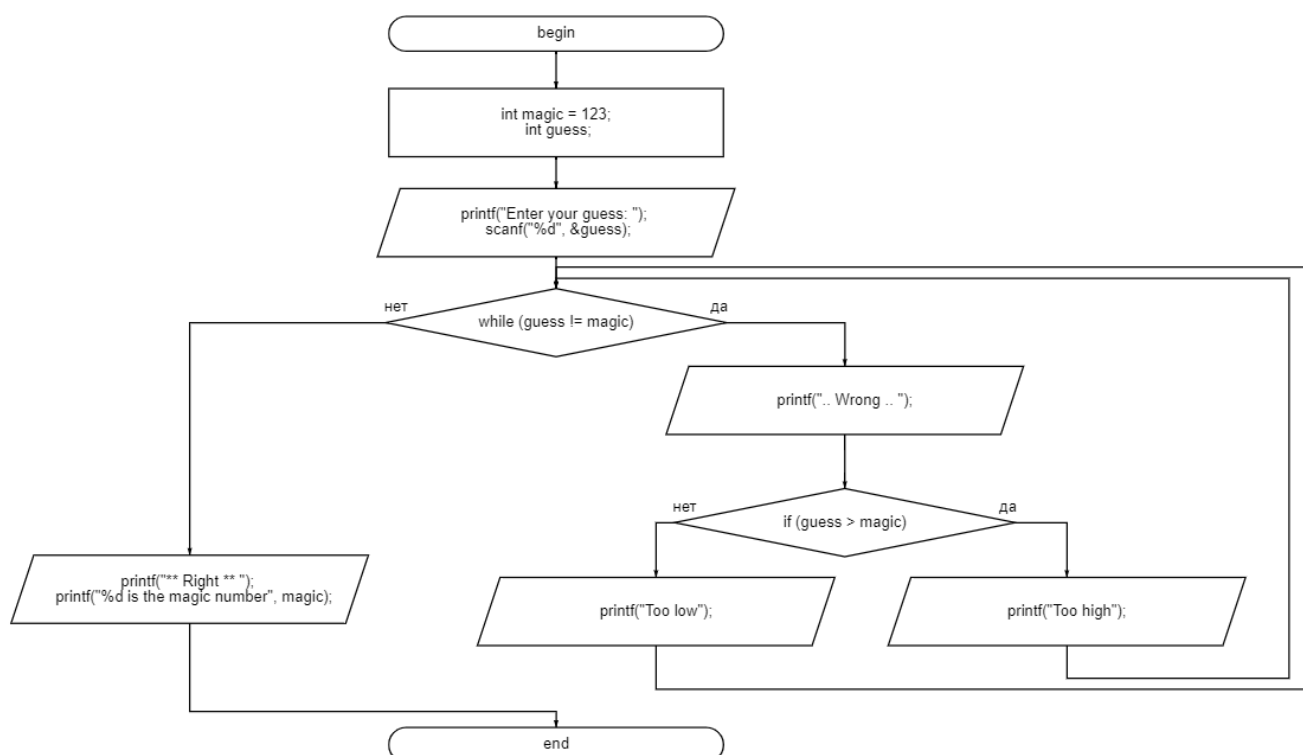 begin
int magic = 123;
int guess;
printf("Enter your guess: ");
scanf("%d", &guess);
нет
да
while (guess != magic)
printf(".. Wrong .. ");
нет
да
if (guess > magic)
printf("** Right ** ");
printf("%d is the magic number", magic);
printf("Too low");
printf("Too high");
end